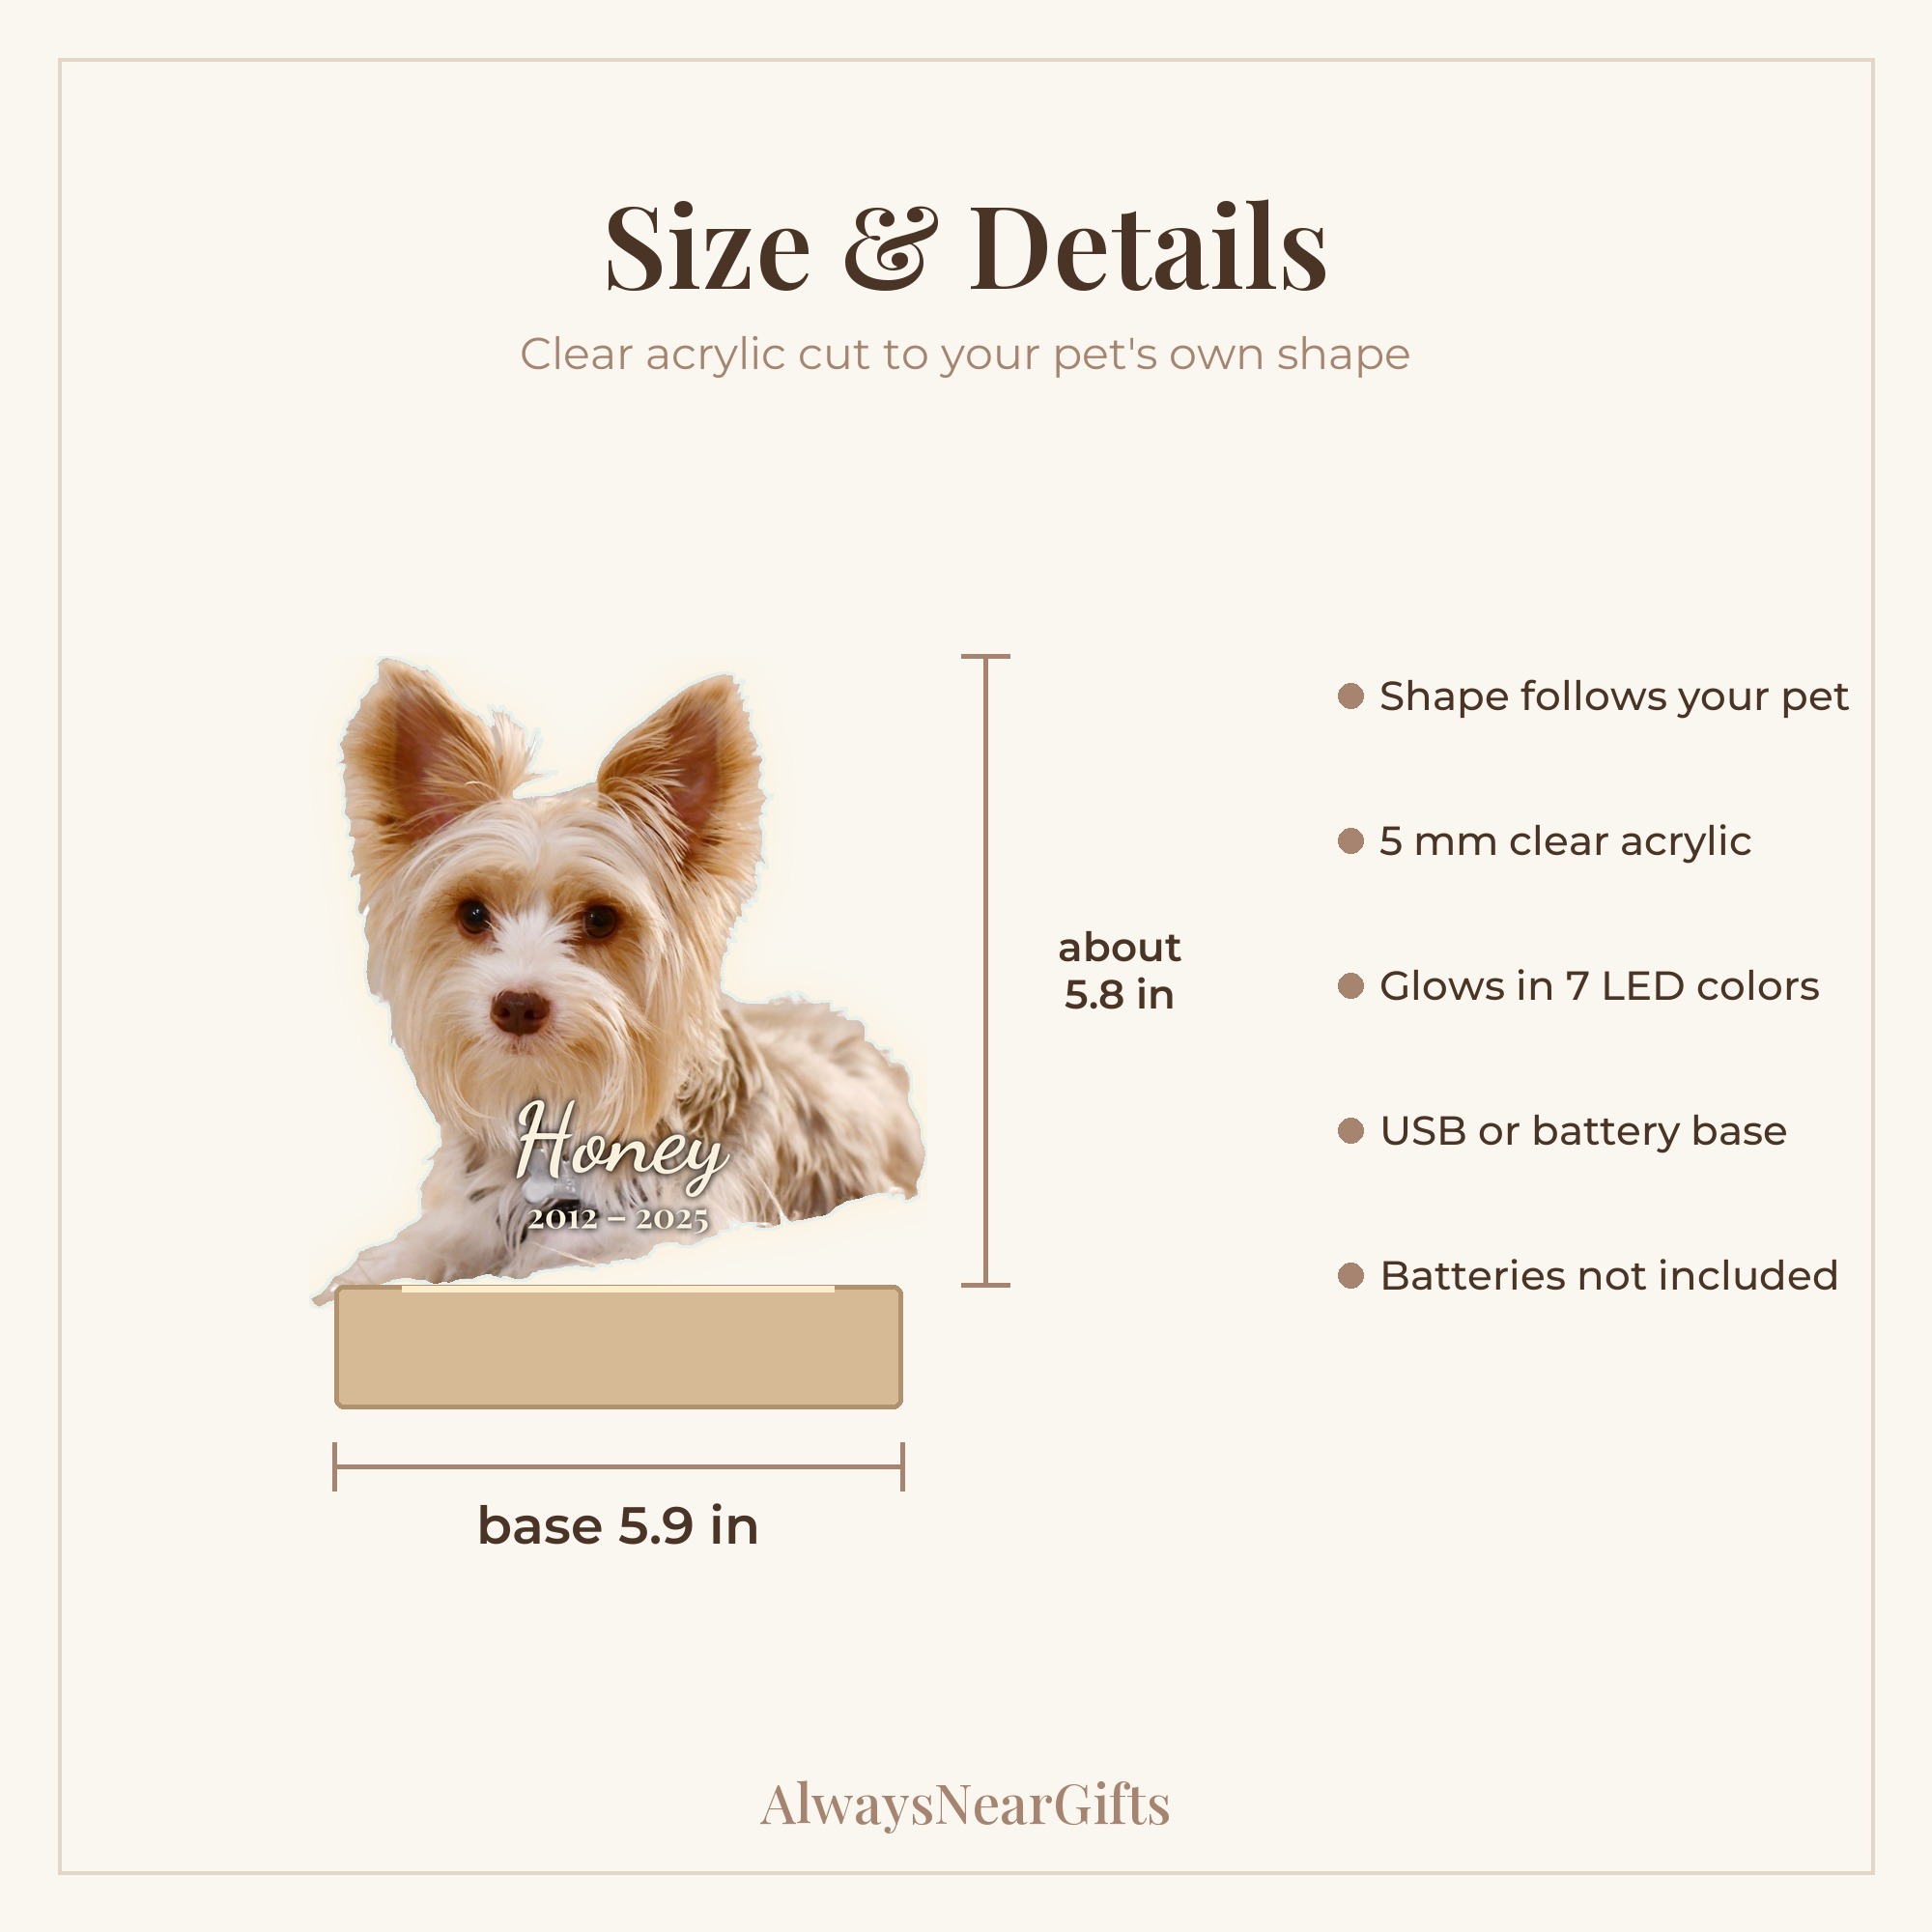 Size & Details
Clear acrylic cut to your pet's own shape
Shape follows your pet
5 mm clear acrylic
about
5.8 in
Glows in 7 LED colors
Honey
2012 – 2025
USB or battery base
Batteries not included
base 5.9 in
AlwaysNearGifts